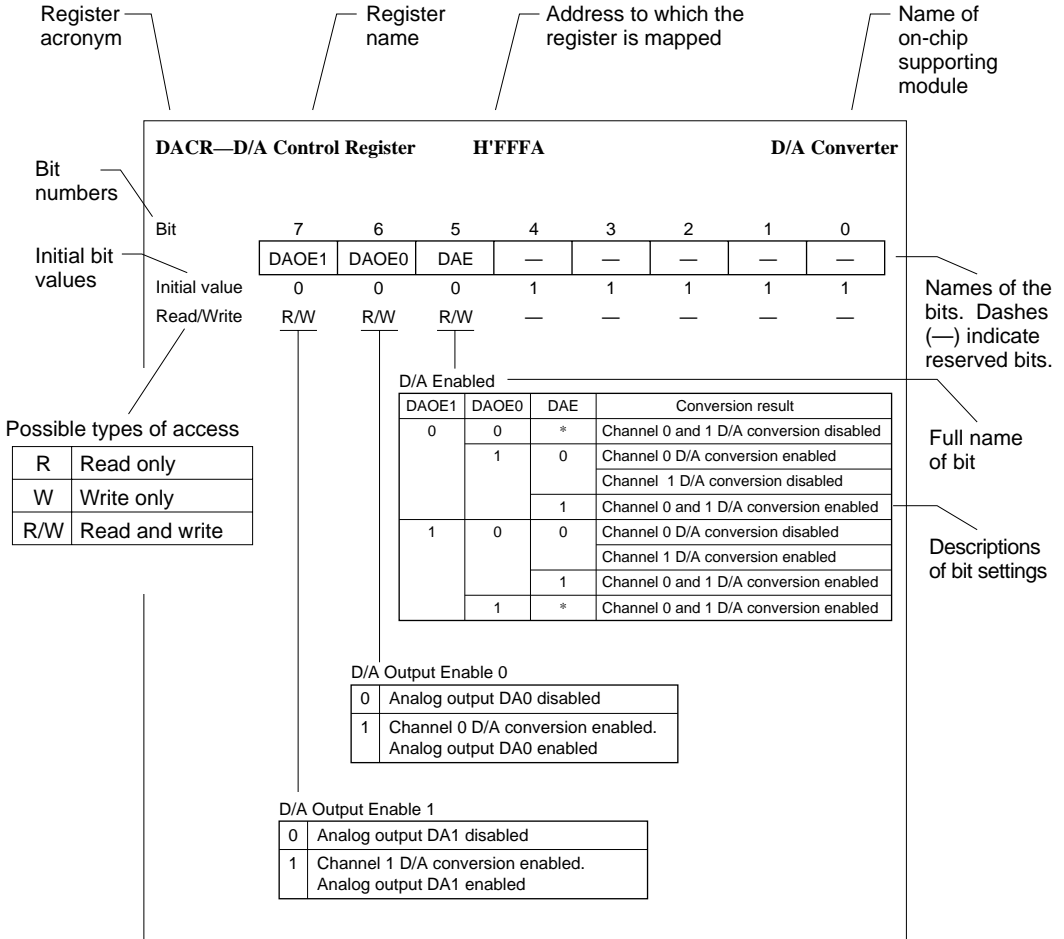 Register
acronym
Register
name
Address to which the
register is mapped
Name of
on-chip
supporting
module
DACR—D/A Control Register H'FFFA D/A Converter
Bit
numbers
Bit 7 6 5 4 3 2 1 0
Initial bit
values
DAOE1 DAOE0 DAE — — — — —
Initial value 0 0 0 1 1 1 1 1
Read/Write R/W R/W R/W — — — — —
Names of the
bits. Dashes
(—) indicate
reserved bits.
D/A Enabled
DAOE1 DAOE0 DAE Conversion result
0 0 * Channel 0 and 1 D/A conversion disabled
1 0 Channel 0 D/A conversion enabled
Channel 1 D/A conversion disabled
1 Channel 0 and 1 D/A conversion enabled
1 0 0 Channel 0 D/A conversion disabled
Channel 1 D/A conversion enabled
1 Channel 0 and 1 D/A conversion enabled
1 * Channel 0 and 1 D/A conversion enabled
Possible types of access
R Read only
W Write only
R/W Read and write
Full name
of bit
Descriptions
of bit settings
D/A Output Enable 0
0 Analog output DA0 disabled
1 Channel 0 D/A conversion enabled.
Analog output DA0 enabled
D/A Output Enable 1
0 Analog output DA1 disabled
1 Channel 1 D/A conversion enabled.
Analog output DA1 enabled